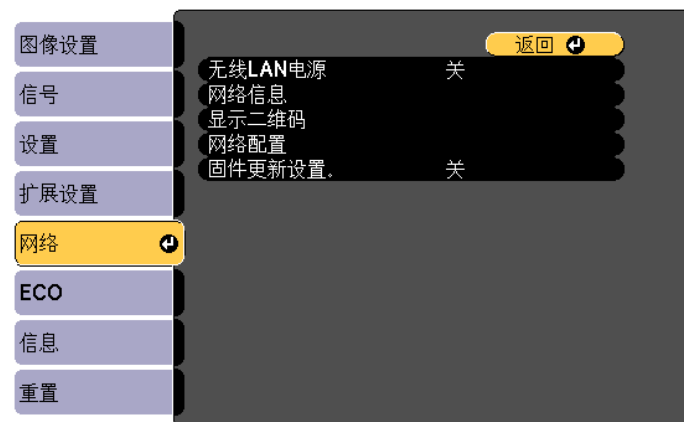 图像设置
信号
设置
扩展设置
网络
ECO
信息
重置
返回
无线LAN电源 关
网络信息
显示二维码
网络配置
固件更新设置. 关